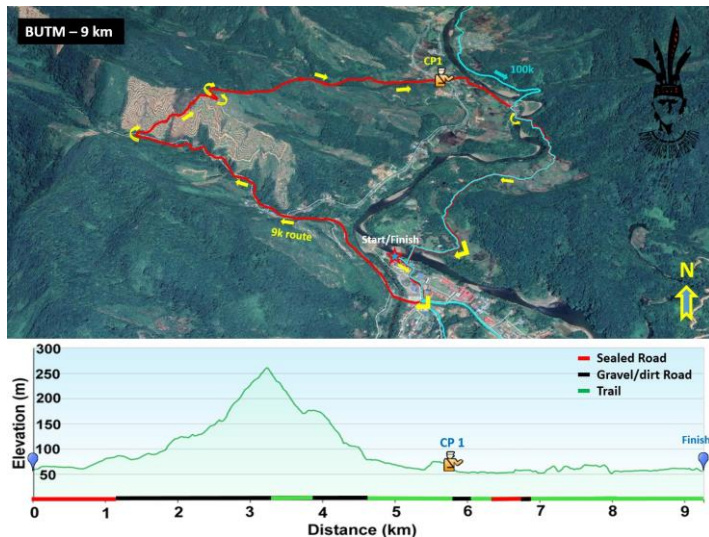 BUTM – 9 km
CP1
100k
9k route
Start/Finish
N
300
250
200
150
100
50
Elevation (m)
Sealed Road
Gravel/dirt Road
Trail
CP 1
Finish
0 1 2 3 4 5 6 7 8 9
Distance (km)